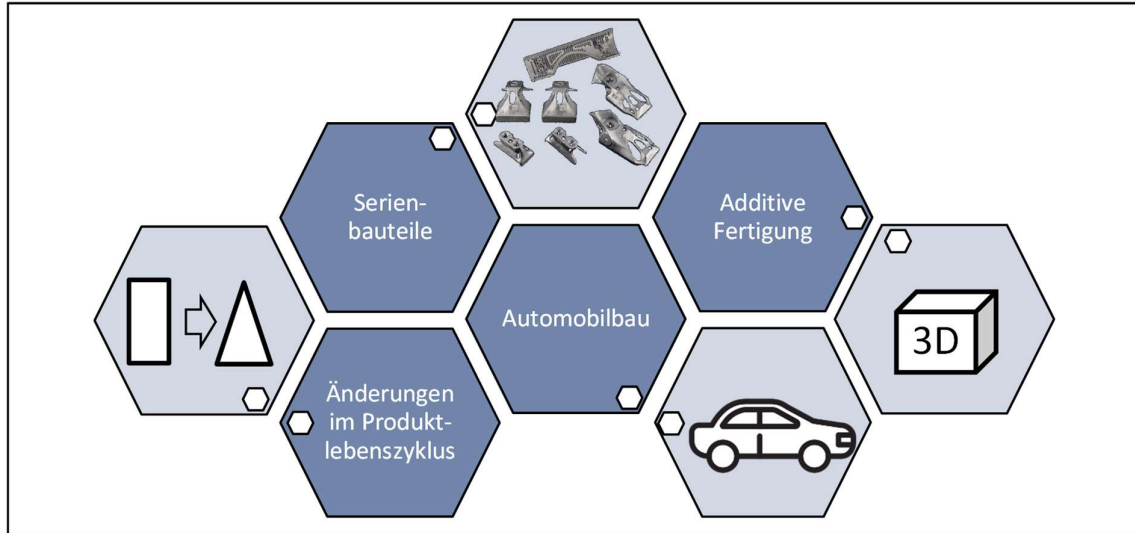 Serien-
bauteile
Additive
Fertigung
Automobilbau
3D
Änderungen
im Produkt-
lebenszyklus